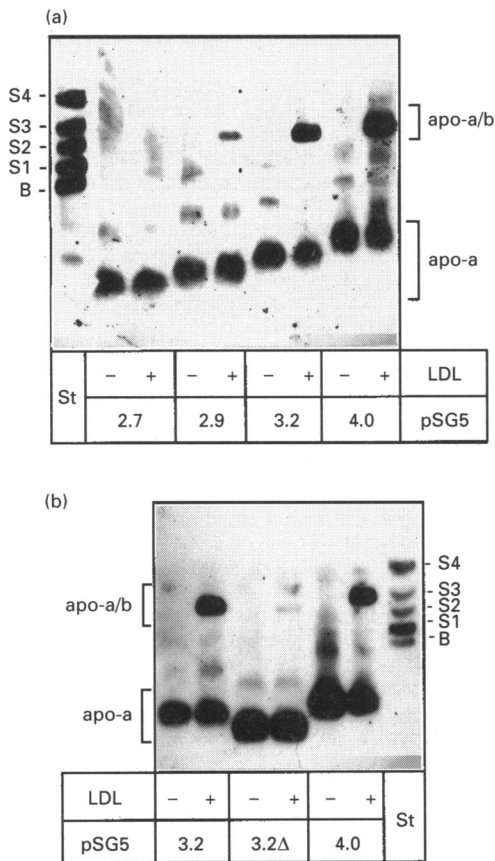 (a)
S4 -
S3 -
S2 -
S1 -
B -
apo-a/b
apo-a
St
- + - + - + - + LDL
2.7 2.9 3.2 4.0 pSG5
(b)
apo-a/b
apo-a
- S4
- S3
- S2
- S1
- B
LDL - + - + - +
St
pSG5 3.2 3.2Δ 4.0